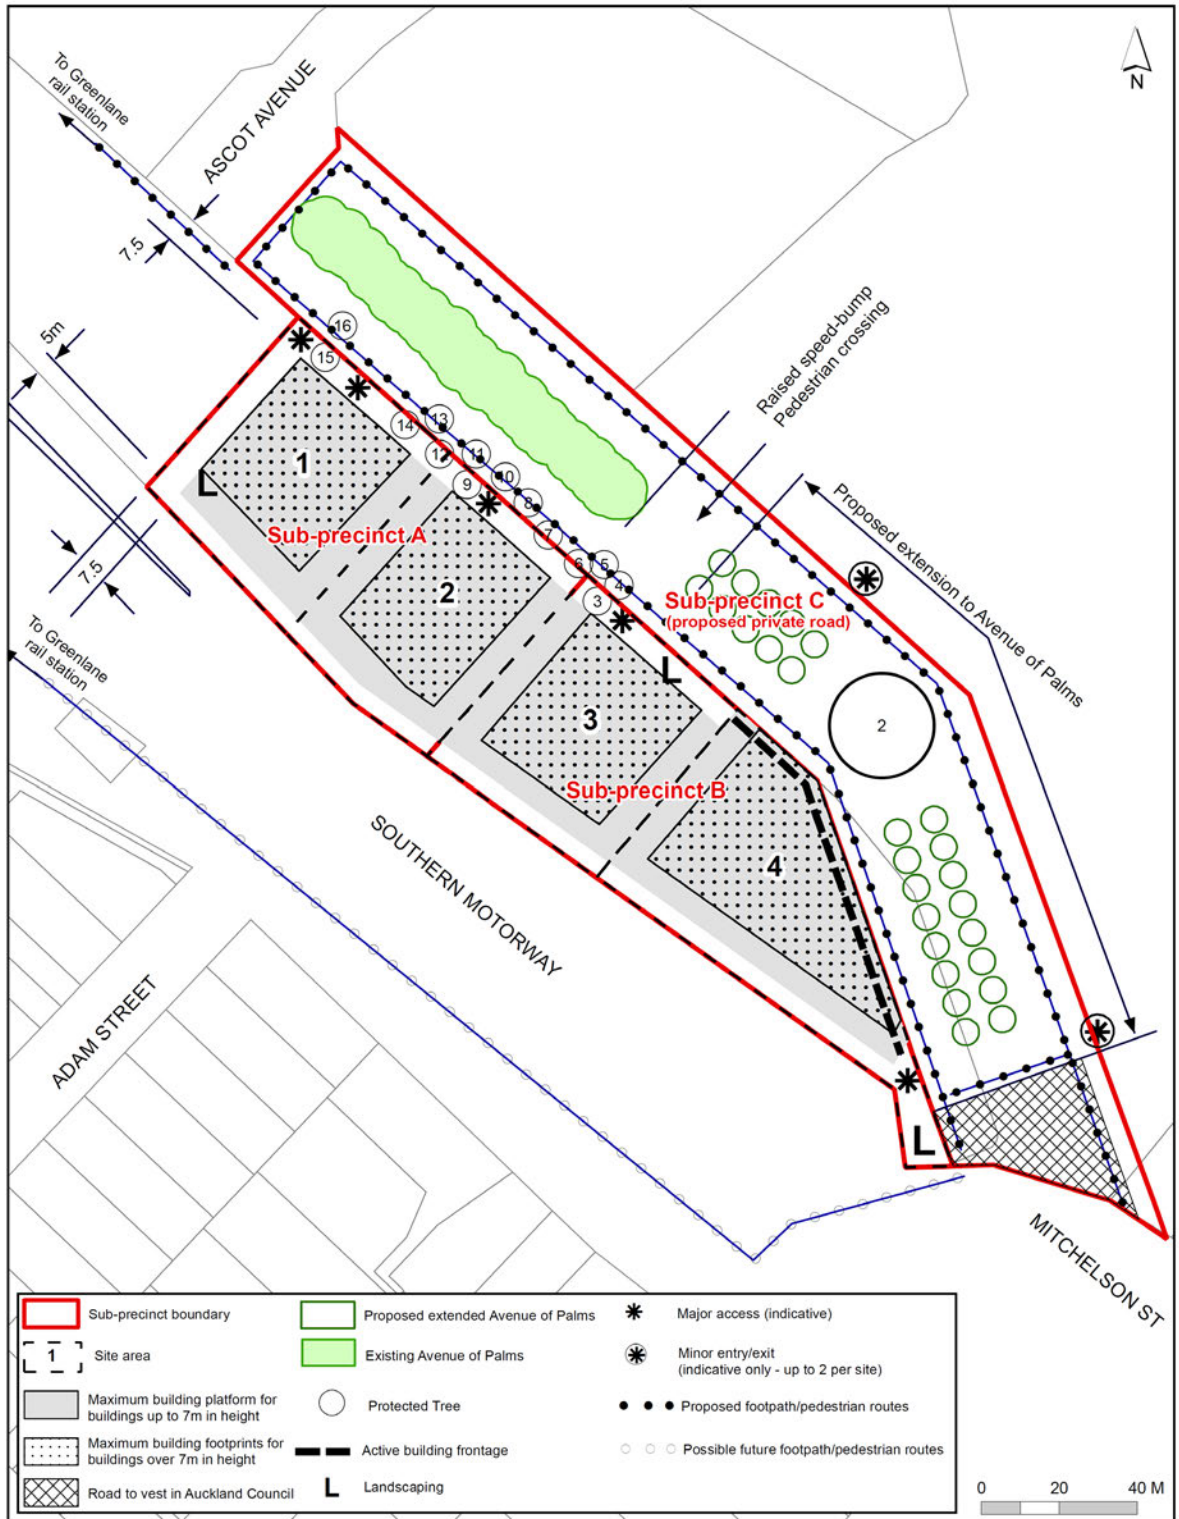 To Greenlane
rail station
ASCOT AVENUE
N
7.5
5m
7.5
To Greenlane
rail station
Raised speed-bump
Pedestrian crossing
Proposed extension to Avenue of Palms
16
15
14
13
12
11
10
9
8
7
6
5
4
3
2
1
Sub-precinct A
2
Sub-precinct C
(proposed private road)
3
Sub-precinct B
4
L
L
L
SOUTHERN MOTORWAY
ADAM STREET
MITCHELSON ST
Sub-precinct boundary
1
Site area
Maximum building platform for
buildings up to 7m in height
Maximum building footprints for
buildings over 7m in height
Road to vest in Auckland Council
Proposed extended Avenue of Palms
Existing Avenue of Palms
Protected Tree
Active building frontage
L
Landscaping
Major access (indicative)
Minor entry/exit
(indicative only - up to 2 per site)
Proposed footpath/pedestrian routes
Possible future footpath/pedestrian routes
0 20 40 M